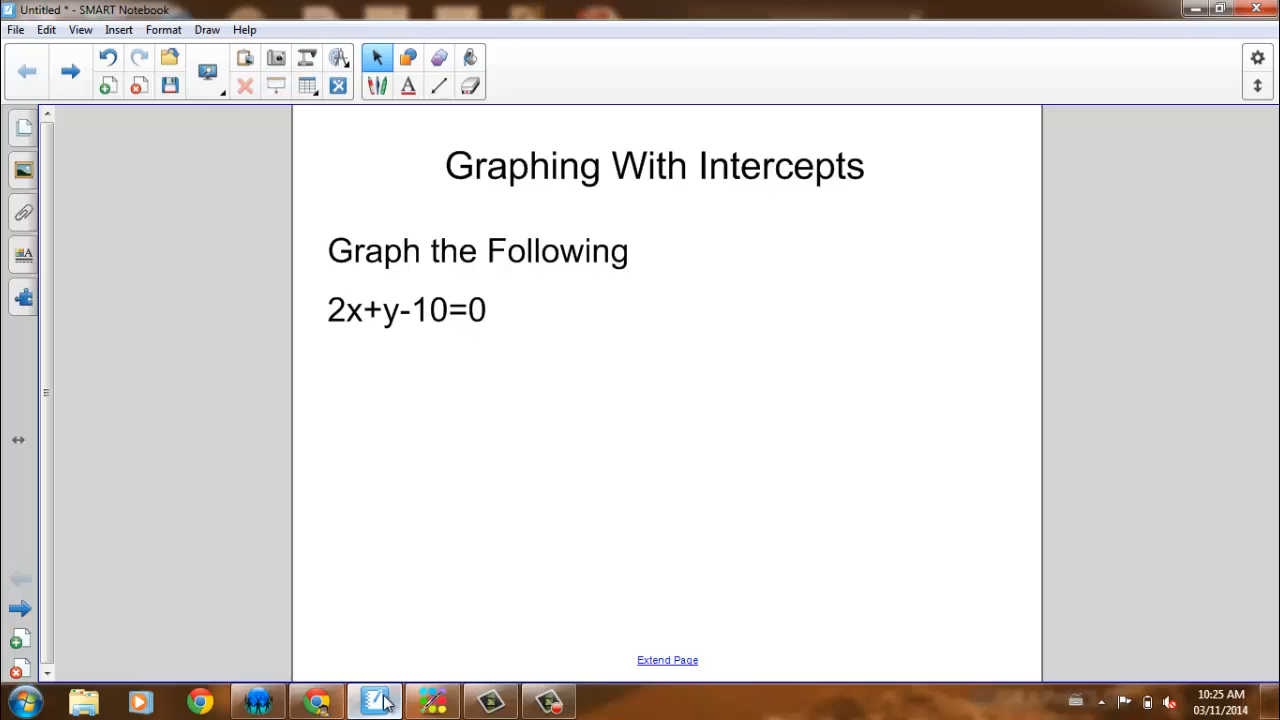 Untitled * - SMART Notebook
File Edit View Insert Format Draw Help
Graphing With Intercepts
Graph the Following
2x+y-10=0
Extend Page
10:25 AM
03/11/2014